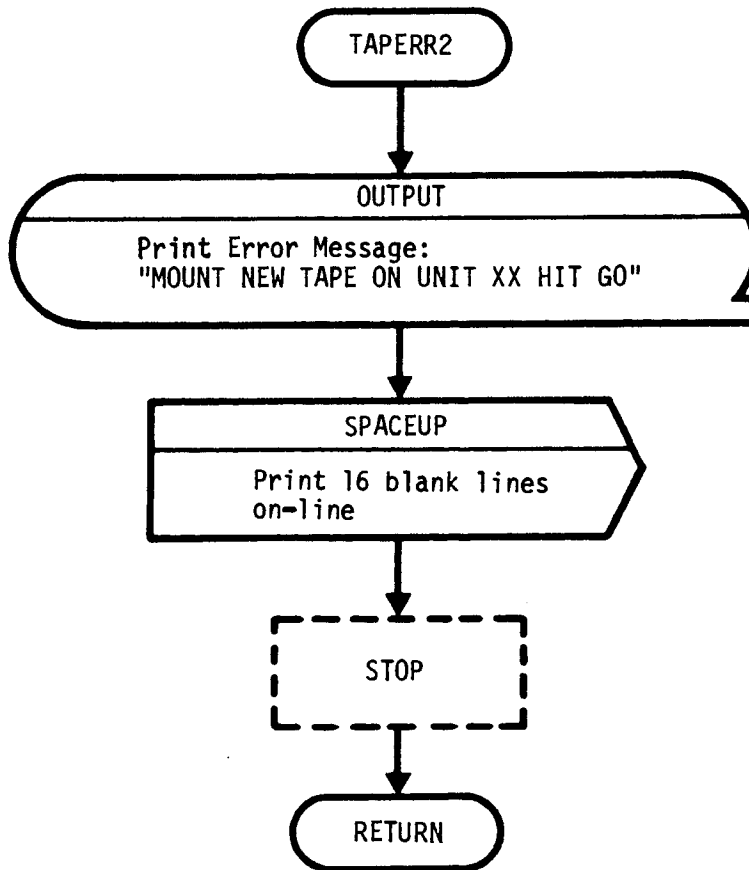 TAPERR2
OUTPUT
Print Error Message:
"MOUNT NEW TAPE ON UNIT XX HIT GO"
SPACEUP
Print 16 blank lines
on-line
STOP
RETURN